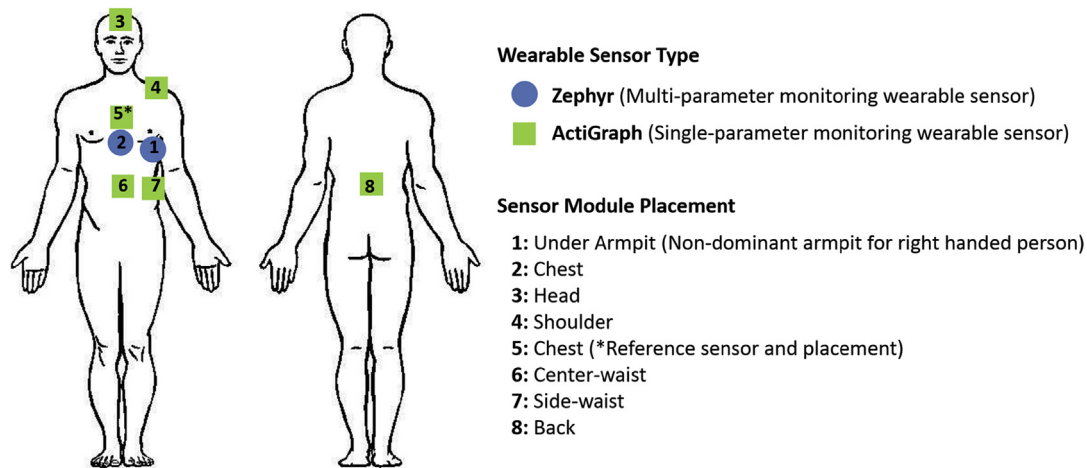 3
4
5*
2
1
6
7
8
Wearable Sensor Type
Zephyr (Multi-parameter monitoring wearable sensor)
ActiGraph (Single-parameter monitoring wearable sensor)
Sensor Module Placement
1: Under Armpit (Non-dominant armpit for right handed person)
2: Chest
3: Head
4: Shoulder
5: Chest (*Reference sensor and placement)
6: Center-waist
7: Side-waist
8: Back